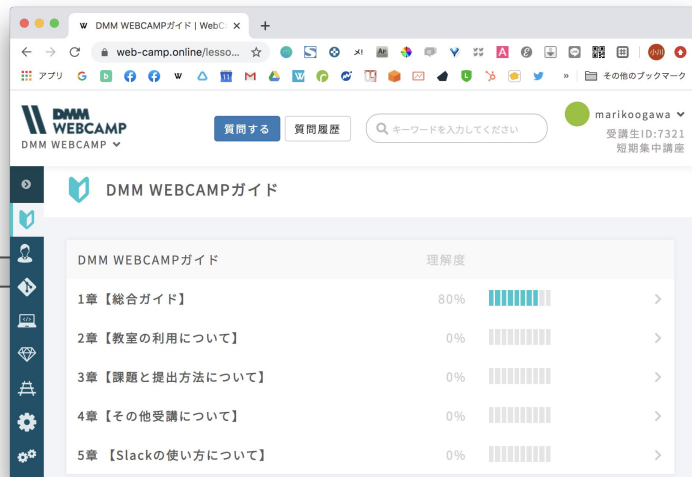 DMM WEBCAMPガイド | WebC
web-camp.online/lesso...
小川
アプリ
その他のブックマーク
DMM WEBCAMP
DMM WEBCAMP
質問する
質問履歴
キーワードを入力してください
marikoogawa
受講生ID:7321
短期集中講座
DMM WEBCAMPガイド
DMM WEBCAMPガイド 理解度
1章【総合ガイド】 80%
2章【教室の利用について】 0%
3章【課題と提出方法について】 0%
4章【その他受講について】 0%
5章 【Slackの使い方について】 0%